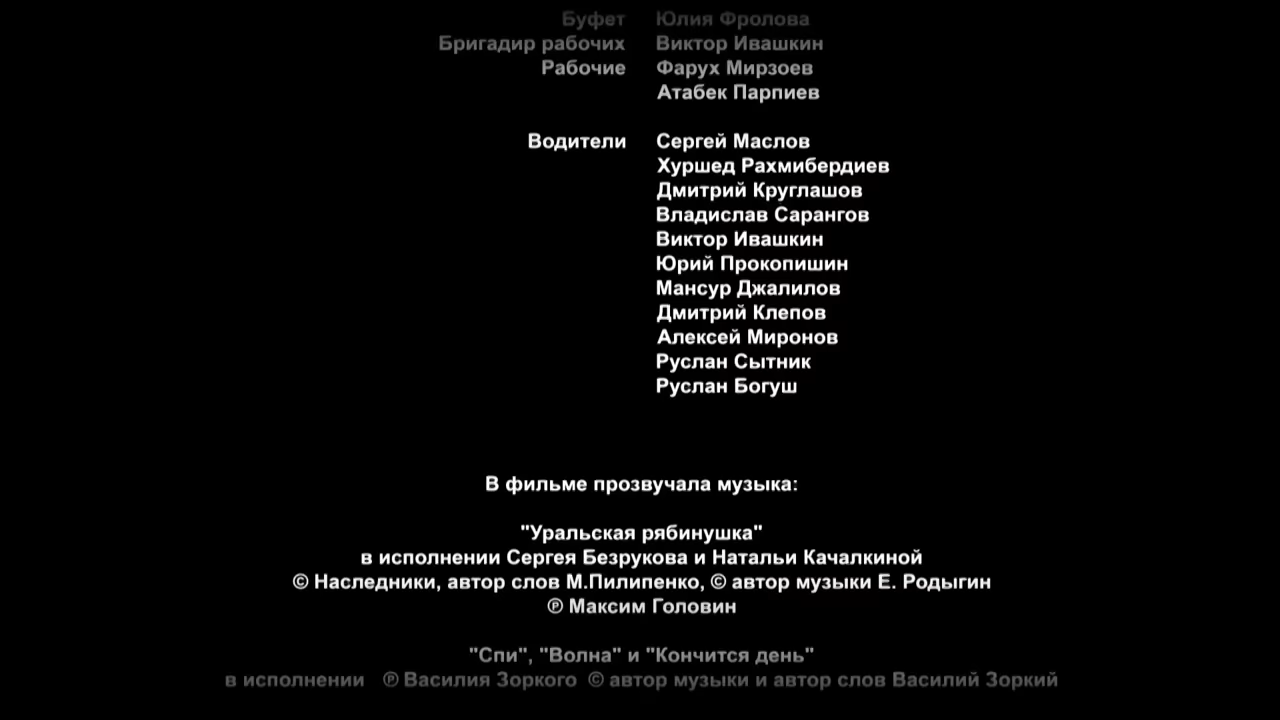 Буфет Юлия Фролова
Бригадир рабочих Виктор Ивашкин
Рабочие Фарух Мирзоев
Атабек Парпиев
Водители Сергей Маслов
Хуршед Рахмибердиев
Дмитрий Круглашов
Владислав Сарангов
Виктор Ивашкин
Юрий Прокопишин
Мансур Джалилов
Дмитрий Клепов
Алексей Миронов
Руслан Сытник
Руслан Богуш
В фильме прозвучала музыка:
"Уральская рябинушка"
в исполнении Сергея Безрукова и Натальи Качалкиной
© Наследники, автор слов М.Пилипенко, © автор музыки Е. Родыгин
℗ Максим Головин
"Спи", "Волна" и "Кончится день"
в исполнении ℗ Василия Зоркого © автор музыки и автор слов Василий Зоркий